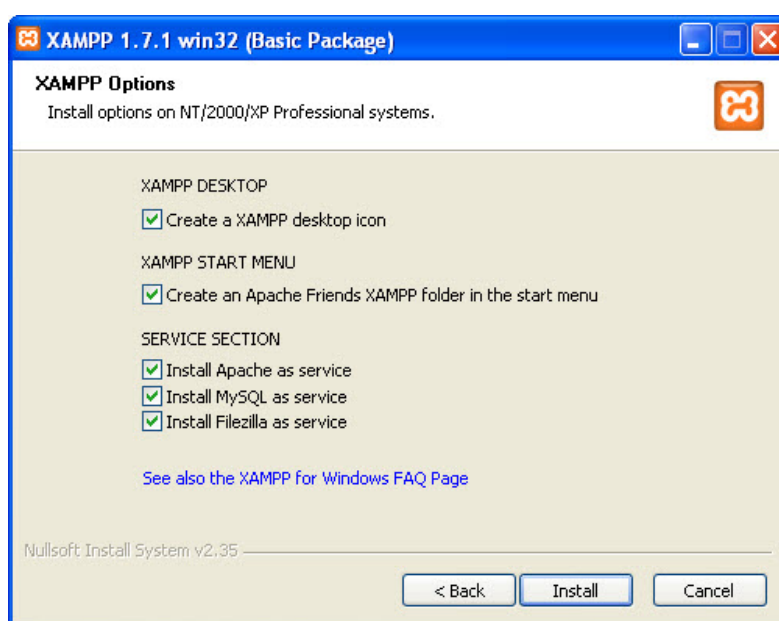 XAMPP 1.7.1 win32 (Basic Package)
XAMPP Options
Install options on NT/2000/XP Professional systems.
XAMPP DESKTOP
Create a XAMPP desktop icon
XAMPP START MENU
Create an Apache Friends XAMPP folder in the start menu
SERVICE SECTION
Install Apache as service
Install MySQL as service
Install Filezilla as service
See also the XAMPP for Windows FAQ Page
Nullsoft Install System v2.35
< Back Install Cancel